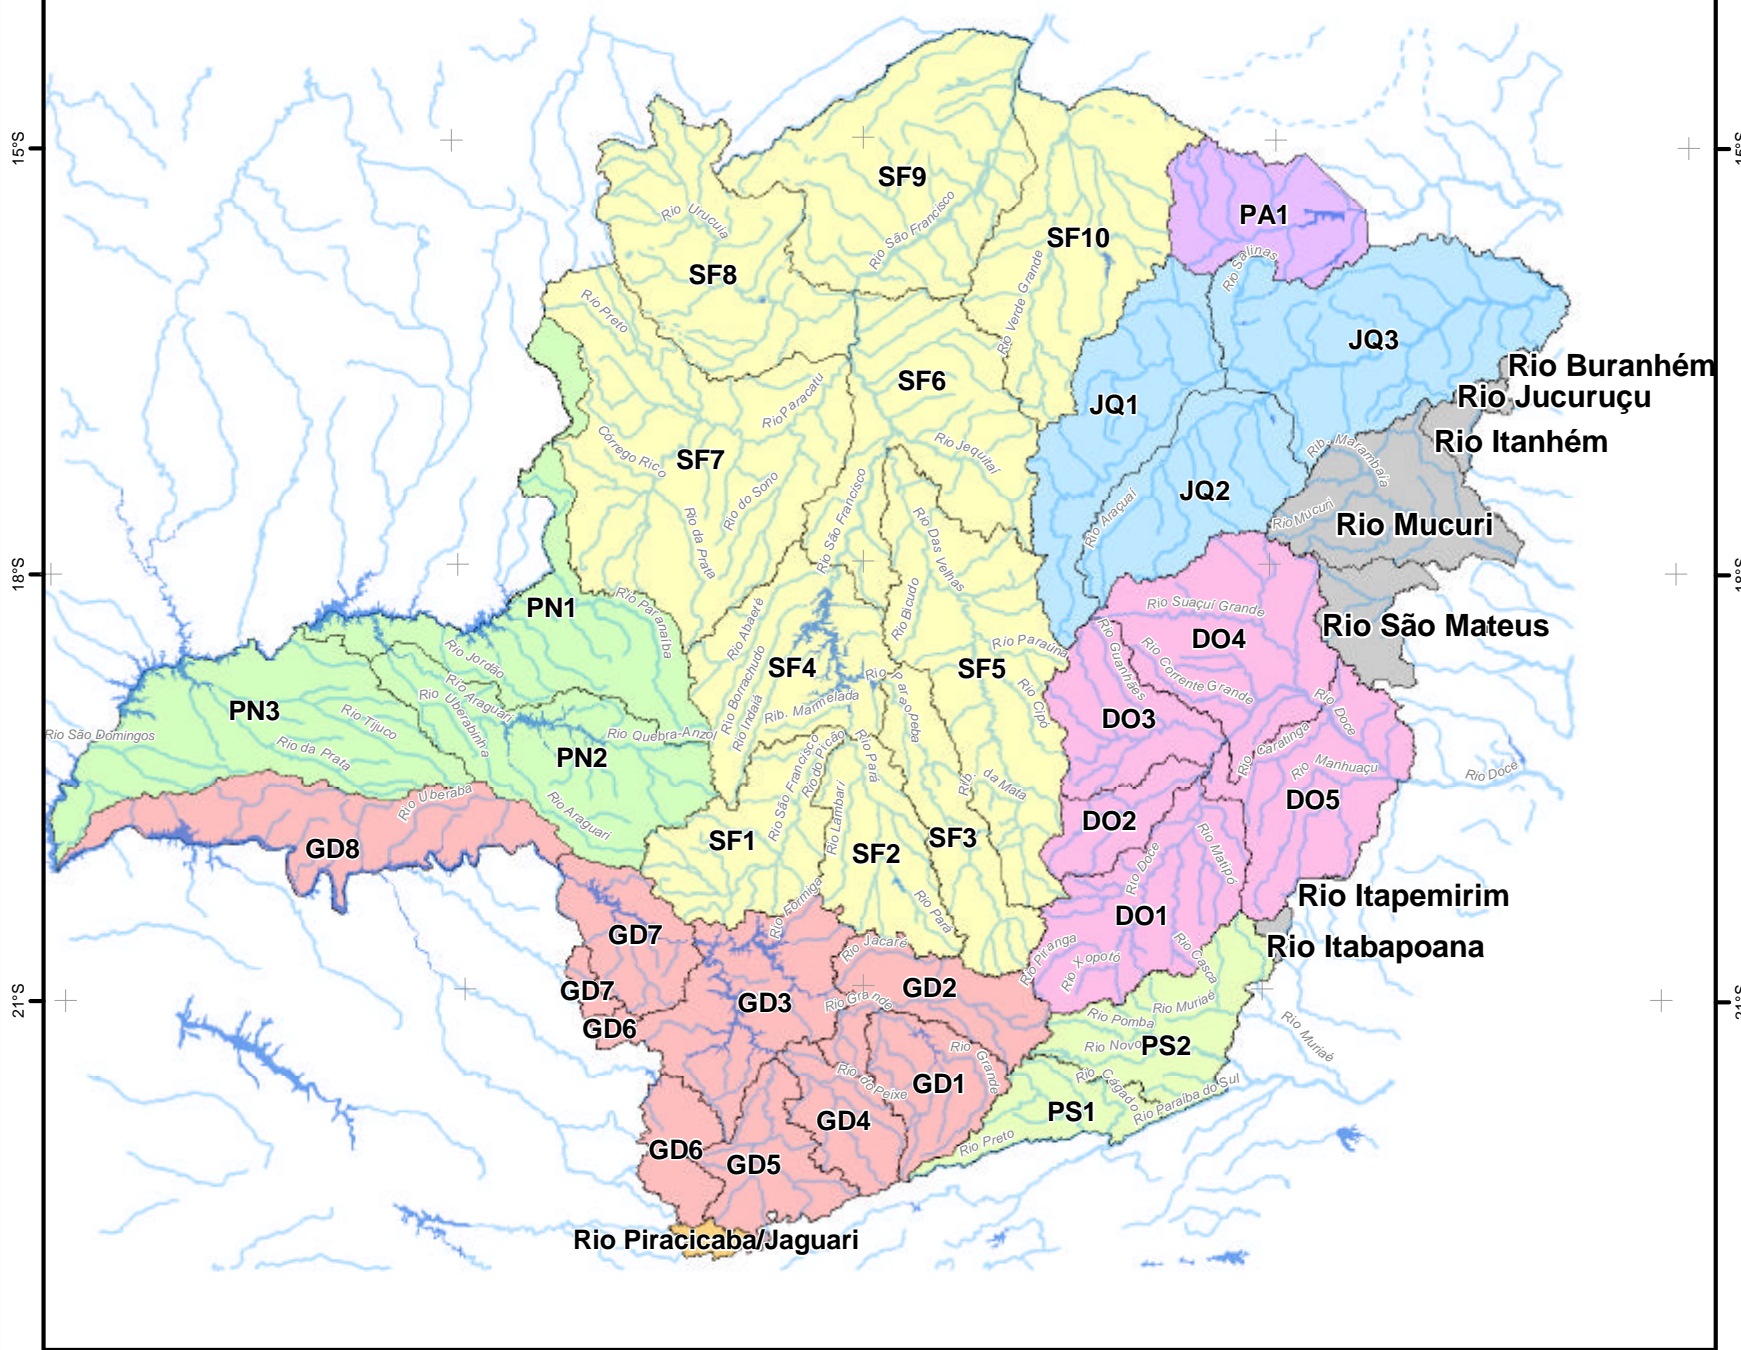 15°S
15°S
SF9
PA1
Rio Urucuia
Rio São Francisco
SF10
Rio Salinas
SF8
Rio Preto
Rio Verde Grande
JQ3
Rio Buranhém
SF6
Rio Jucuruçu
Rio Paracatu
JQ1
Rio Itanhém
Córrego Rico
SF7
Rio Jequitaí
Rib. Marambaia
Rio do Sono
JQ2
Rio Araçuaí
Rio Mucuri
Rio Mucuri
Rio da Prata
Rio São Francisco
Rio Das Velhas
18°S
18°S
PN1
Rio Paranaíba
Rio Abaeté
Rio Bicudo
Rio Suaçuí Grande
Rio São Mateus
DO4
Rio Paraúna
Rio Guanhães
Rio Corrente Grande
Rio Jordão
SF4
SF5
Rio Borrachudo
Rio Indaiá
Rib. Marmelada
Rio Paraopeba
Rio Cipó
Rio Araguari
Rio Uberabinha
PN3
Rio Tijuco
DO3
Rio Doce
Rio São Domingos
Rio da Prata
Rio Quebra-Anzol
PN2
Rio São Francisco
Rio do Picão
Rio Pará
Rio Caratinga
Rio Manhuaçu
Rio Doce
Rib. da Mata
DO5
Rio Uberaba
Rio Araguari
Rio Lambari
DO2
GD8
SF1
SF2
SF3
Rio Doce
Rio Matipó
Rio Formiga
Rio Pará
DO1
Rio Itapemirim
GD7
Rio Jacaré
Rio Piranga
Rio Xopotó
Rio Casca
Rio Itabapoana
GD7
GD3
GD2
Rio Grande
21°S
21°S
GD6
Rio Muriaé
Rio Pomba
Rio Novo
PS2
Rio Muriaé
Rio Grande
Rio do Peixe
GD1
Rio Cágado
Rio Paraíba do Sul
GD4
PS1
GD6
GD5
Rio Preto
Rio Piracicaba/Jaguari